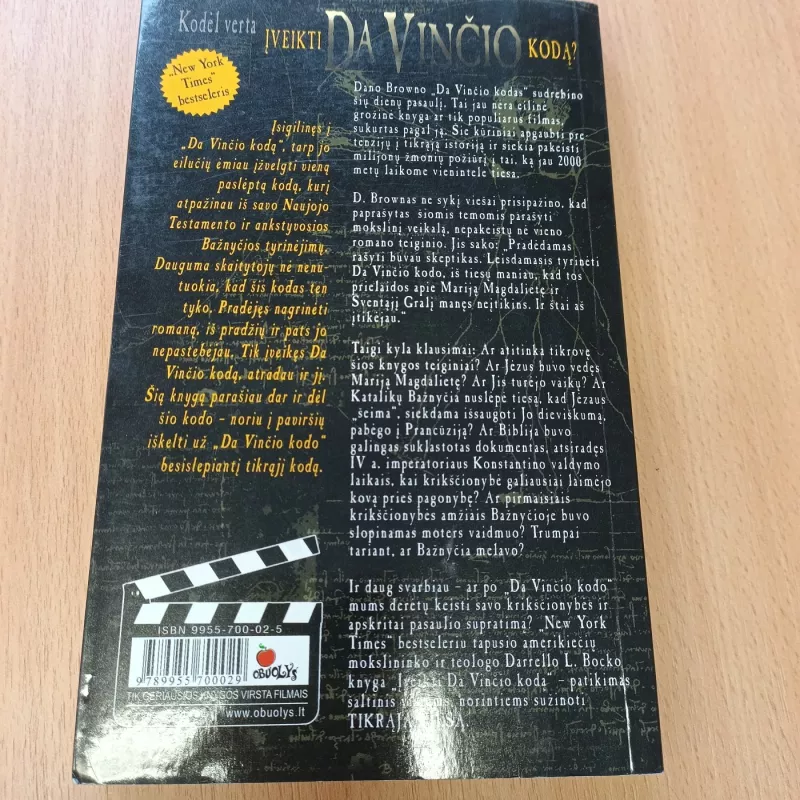 Kodėl verta ĮVEIKTI DA VINČIO KODĄ?
„New York
Times“
bestseleris
Įsigilinęs į
„Da Vinčio kodą“, tarp jo
eilučių ėmiau įžvelgti vieną
paslėptą kodą, kurį
atpažinau iš savo Naujojo
Testamento ir ankstyvosios
Bažnyčios tyrinėjimų.
Dauguma skaitytojų nė nenu-
tuokia, kad šis kodas ten
tyko. Pradėjęs nagrinėti
romaną, iš pradžių ir pats jo
nepastebėjau. Tik įveikęs Da
Vinčio kodą, atradau ir jį.
Šią knygą parašiau dar ir dėl
šio kodo - noriu į paviršių
iškelti už „Da Vinčio kodo“
besislepiantį tikrąjį kodą.
Dano Browno „Da Vinčio kodas“ sudrebino
šių dienų pasaulį. Tai jau nėra eilinė
grožinė knyga ar tik populiarus filmas,
sukurtas pagal ją. Šie kūriniai apgaubti pre-
tenzijų į tikrąją istoriją ir siekia pakeisti
milijonų žmonių požiūrį į tai, ką jau 2000
metų laikome vienintele tiesa.
D. Brownas ne sykį viešai prisipažino, kad
paprašytas šiomis temomis parašyti
mokslinį veikalą, nepakeistų nė vieno
romano teiginio. Jis sako: „Pradėdamas
rašyti buvau skeptikas. Leisdamasis tyrinėti
Da Vinčio kodo, iš tiesų maniau, kad tos
prielaidos apie Mariją Magdalietę ir
Šventąjį Gralį manęs neįtikins. Ir štai aš
įtikėjau.“
Taigi kyla klausimai: Ar atitinka tikrovę
šios knygos teiginiai? Ar Jėzus buvo vedęs
Mariją Magdalietę? Ar Jis turėjo vaikų? Ar
Katalikų Bažnyčia nuslėpė tiesą, kad Jėzaus
„šeima“, siekdama išsaugoti Jo dieviškumą,
pabėgo į Prancūziją? Ar Biblija buvo
galingas suklastotas dokumentas, atsiradęs
IV a. imperatoriaus Konstantino valdymo
laikais, kai krikščionybė galiausiai laimėjo
kovą prieš pagonybę? Ar pirmaisiais
krikščionybės amžiais Bažnyčioje buvo
slopinamas moters vaidmuo? Trumpai
tariant, ar Bažnyčia melavo?
Ir daug svarbiau – ar po „Da Vinčio kodo“
mums derėtų keisti savo krikščionybės ir
apskritai pasaulio supratimą? „New York
Times“ bestseleriu tapusio amerikiečių
mokslininko ir teologo Darrello L. Bocko
knyga „Įveikti Da Vinčio kodą“ – patikimas
šaltinis norintiems sužinoti
TIKRĄJĄ
ISBN 9955-700-02-5
9789955700029
OBUOLYS
TIK GERIAUSIOS KNYGOS VIRSTA FILMAIS
www.obuolys.lt